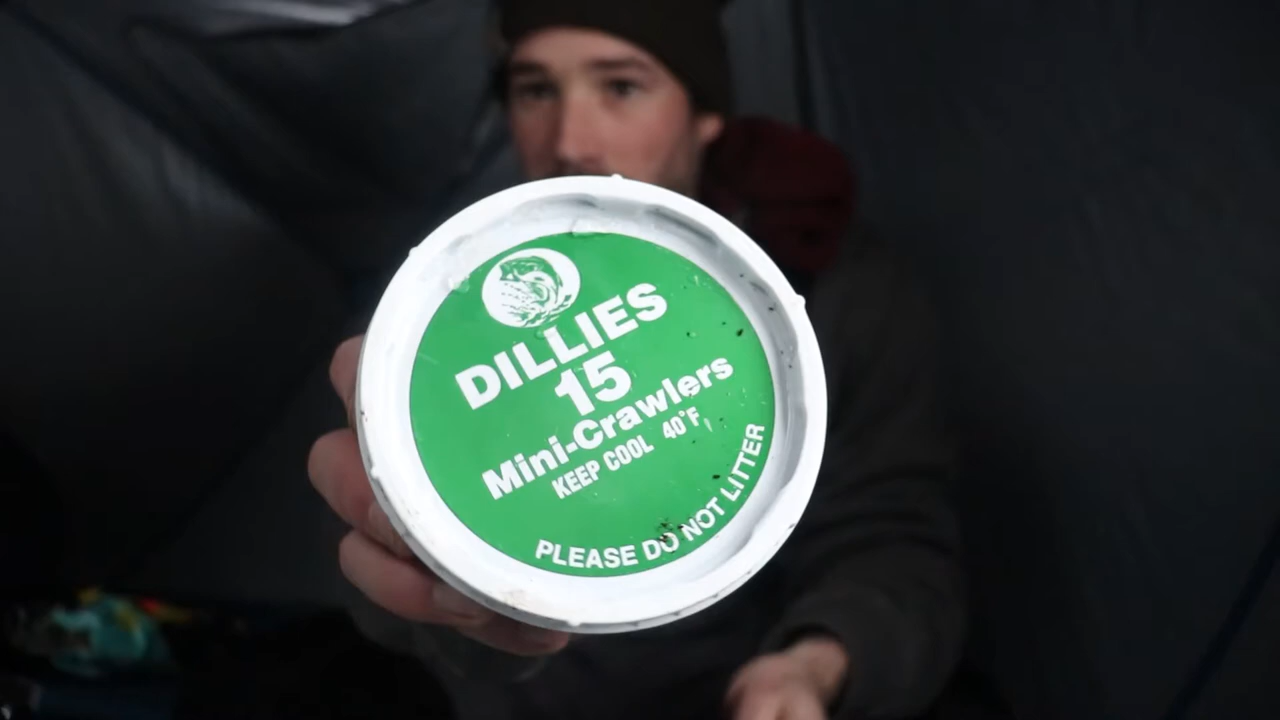 DILLIES
15
Mini-Crawlers
KEEP COOL 40°F
PLEASE DO NOT LITTER